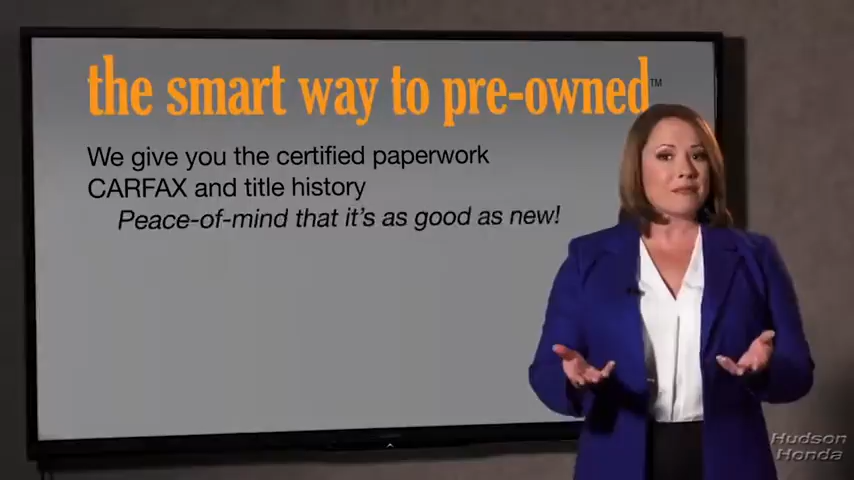 the smart way to pre-owned™
We give you the certified paperwork
CARFAX and title history
Peace-of-mind that it's as good as new!
Hudson
Honda